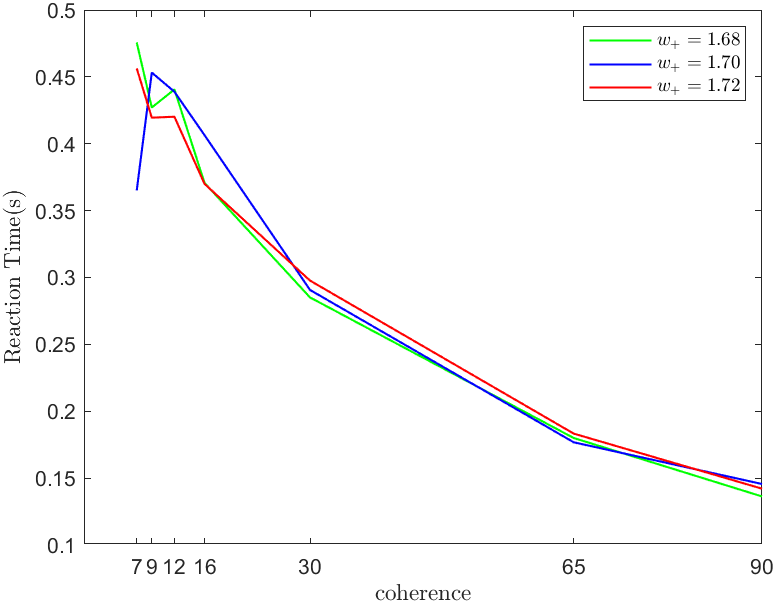 0.5
0.45
0.4
0.35
0.3
0.25
0.2
0.15
0.1
Reaction Time(s)
w₊ = 1.68
w₊ = 1.70
w₊ = 1.72
7 9 12 16 30 65 90
coherence